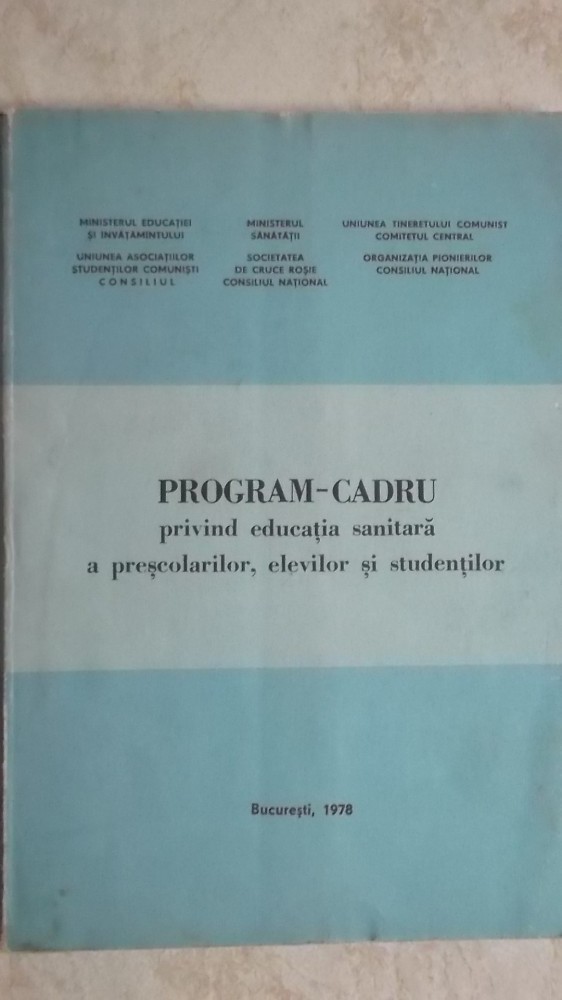 MINISTERUL EDUCAȚIEI
ȘI INVĂȚĂMÎNTULUI
MINISTERUL
SĂNĂTĂȚII
UNIUNEA TINERETULUI COMUNIST
COMITETUL CENTRAL
UNIUNEA ASOCIAȚIILOR
STUDENȚILOR COMUNIȘTI
CONSILIUL
SOCIETATEA
DE CRUCE ROȘIE
CONSILIUL NAȚIONAL
ORGANIZAȚIA PIONIERILOR
CONSILIUL NAȚIONAL
PROGRAM-CADRU
privind educația sanitară
a preșcolarilor, elevilor și studenților
București, 1978